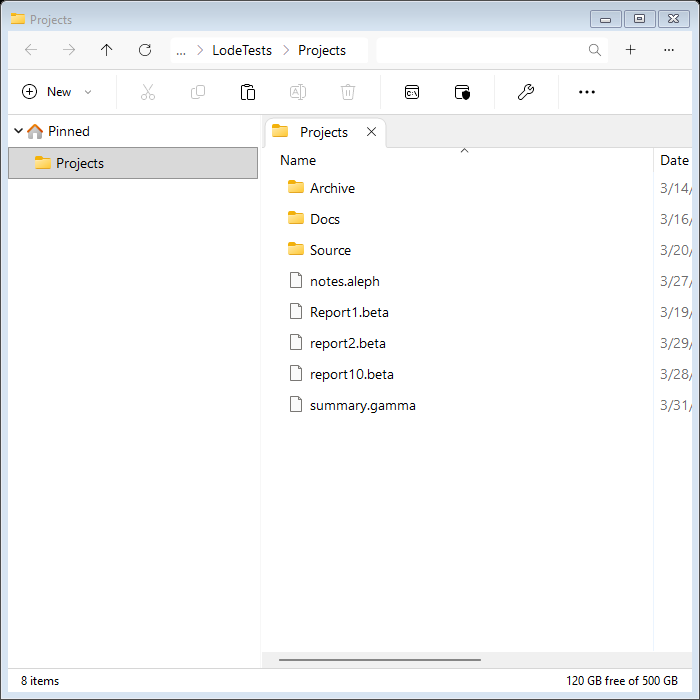 Projects
... LodeTests Projects ...
New ...
Pinned
Projects
Projects
Name Date
Archive 3/14/
Docs 3/16/
Source 3/20/
notes.aleph 3/27/
Report1.beta 3/19/
report2.beta 3/29/
report10.beta 3/28/
summary.gamma 3/31/
8 items 120 GB free of 500 GB